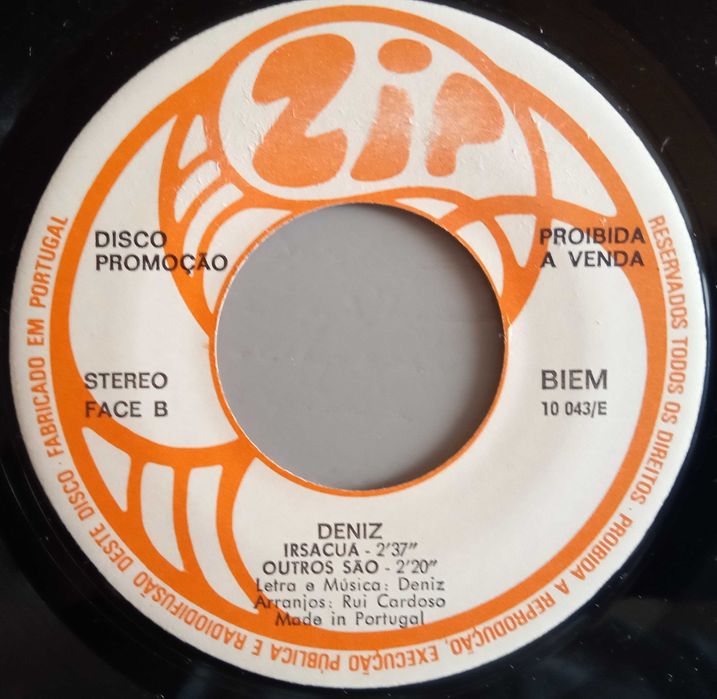 Zip
DISCO
PROMOÇÃO
PROIBIDA
A VENDA
STEREO
FACE B
BIEM
10 043/E
DENIZ
IRSACUA - 2'37"
OUTROS SÃO - 2'20"
Letra e Música: Deniz
Arranjos: Rui Cardoso
Made in Portugal
RESERVADOS TODOS OS DIREITOS · PROIBIDA A REPRODUÇÃO, EXECUÇÃO PÚBLICA E RADIODIFUSÃO DESTE DISCO · FABRICADO EM PORTUGAL